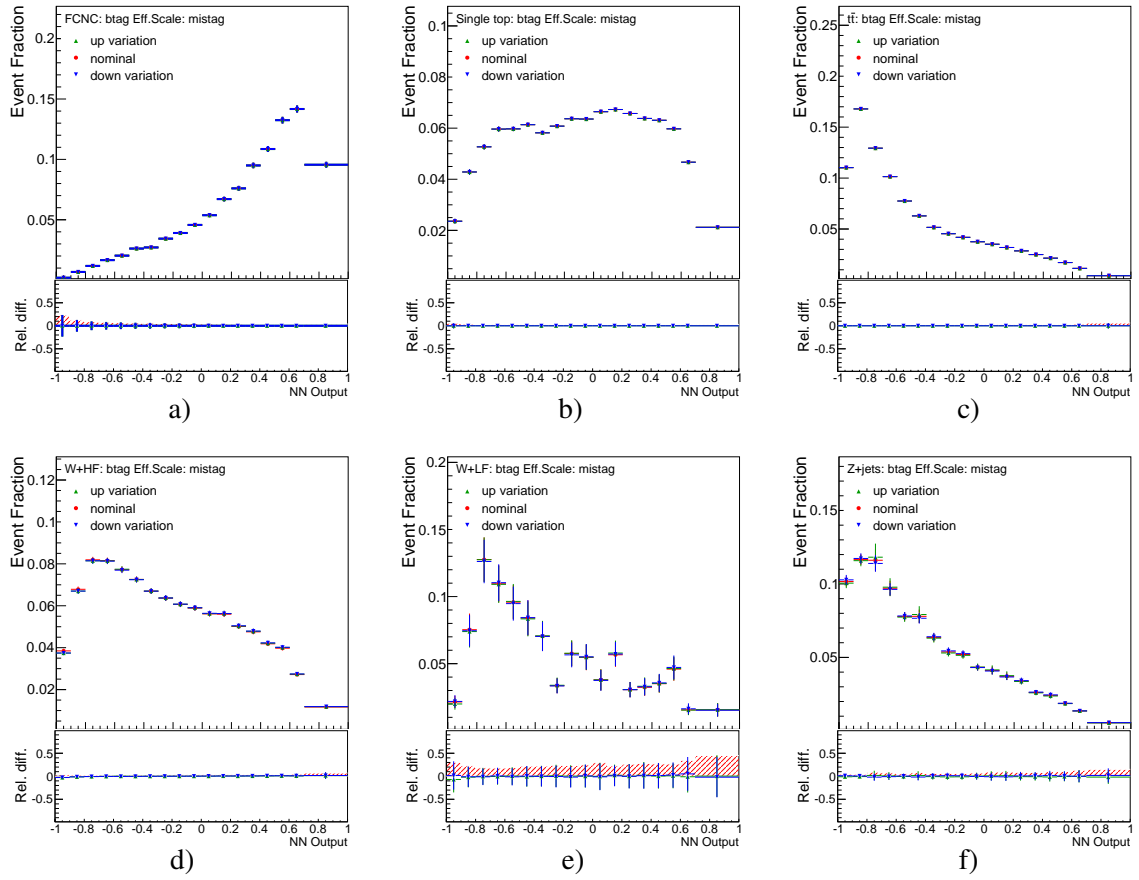 FCNC: btag Eff.Scale: mistag
up variation
nominal
down variation
Event Fraction
0.2
0.15
0.1
0.05
Rel. diff.
0.5
0
-0.5
-1 -0.8 -0.6 -0.4 -0.2 0 0.2 0.4 0.6 0.8 1
NN Output
a)
Single top: btag Eff.Scale: mistag
up variation
nominal
down variation
Event Fraction
0.1
0.08
0.06
0.04
0.02
Rel. diff.
0.5
0
-0.5
-1 -0.8 -0.6 -0.4 -0.2 0 0.2 0.4 0.6 0.8 1
NN Output
b)
tt̄: btag Eff.Scale: mistag
up variation
nominal
down variation
Event Fraction
0.25
0.2
0.15
0.1
0.05
Rel. diff.
0.5
0
-0.5
-1 -0.8 -0.6 -0.4 -0.2 0 0.2 0.4 0.6 0.8 1
NN Output
c)
W+HF: btag Eff.Scale: mistag
up variation
nominal
down variation
Event Fraction
0.12
0.1
0.08
0.06
0.04
0.02
Rel. diff.
0.5
0
-0.5
-1 -0.8 -0.6 -0.4 -0.2 0 0.2 0.4 0.6 0.8 1
NN Output
d)
W+LF: btag Eff.Scale: mistag
up variation
nominal
down variation
Event Fraction
0.2
0.15
0.1
0.05
Rel. diff.
0.5
0
-0.5
-1 -0.8 -0.6 -0.4 -0.2 0 0.2 0.4 0.6 0.8 1
NN Output
e)
Z+jets: btag Eff.Scale: mistag
up variation
nominal
down variation
Event Fraction
0.15
0.1
0.05
Rel. diff.
0.5
0
-0.5
-1 -0.8 -0.6 -0.4 -0.2 0 0.2 0.4 0.6 0.8 1
NN Output
f)